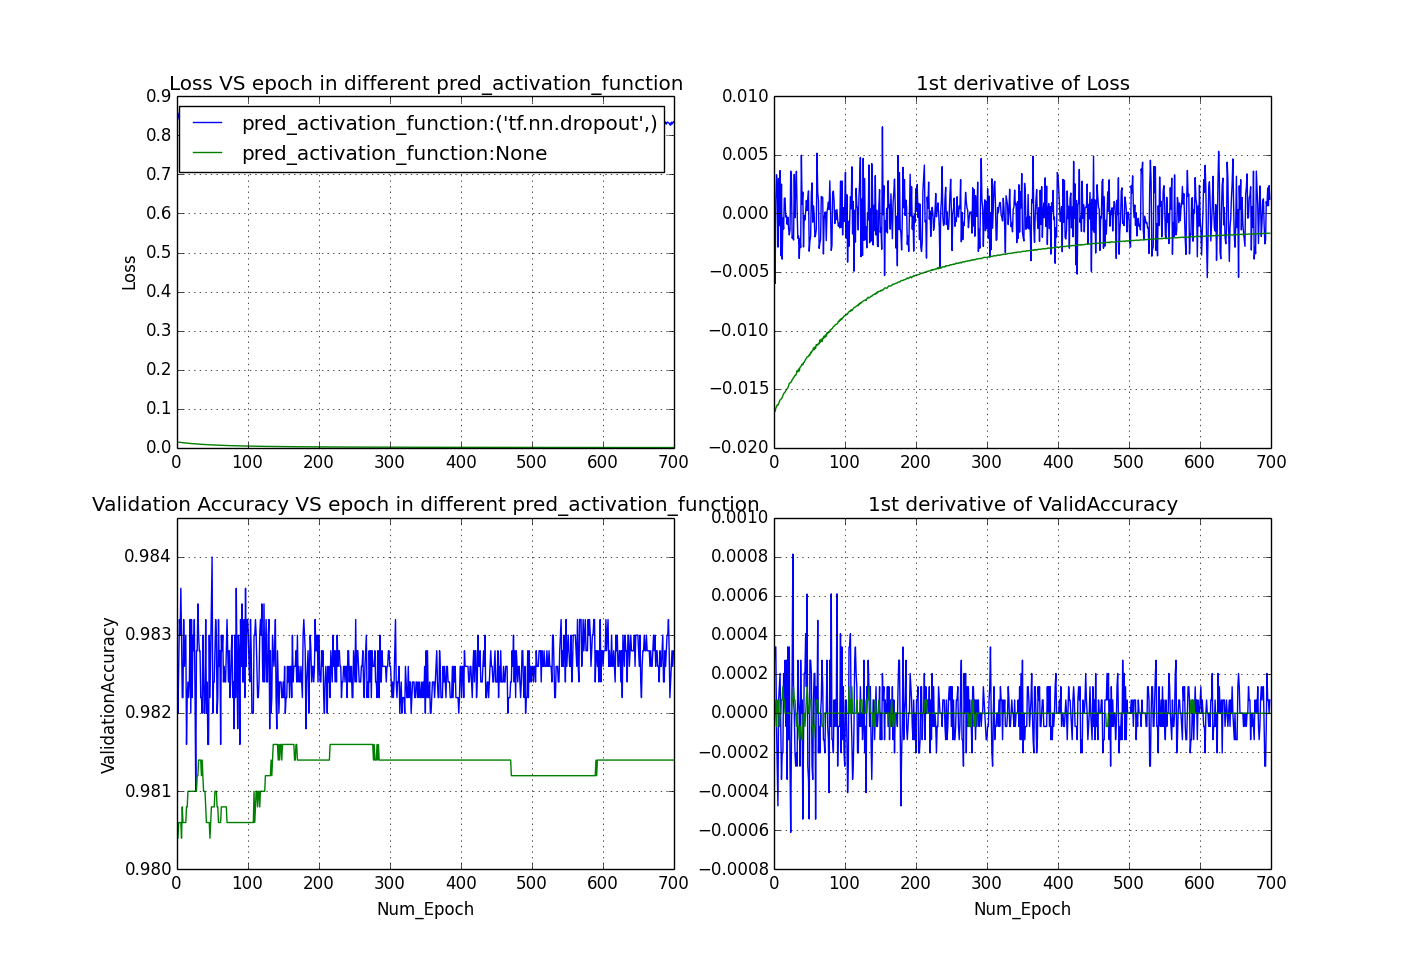 Loss VS epoch in different pred_activation_function
0.9
0.8
0.7
0.6
0.5
0.4
0.3
0.2
0.1
0.0
Loss
pred_activation_function:('tf.nn.dropout',)
pred_activation_function:None
0 100 200 300 400 500 600 700
1st derivative of Loss
0.010
0.005
0.000
−0.005
−0.010
−0.015
−0.020
0 100 200 300 400 500 600 700
Validation Accuracy VS epoch in different pred_activation_function
0.984
0.983
0.982
0.981
0.980
ValidationAccuracy
0 100 200 300 400 500 600 700
Num_Epoch
1st derivative of ValidAccuracy
0.0010
0.0008
0.0006
0.0004
0.0002
0.0000
−0.0002
−0.0004
−0.0006
−0.0008
0 100 200 300 400 500 600 700
Num_Epoch